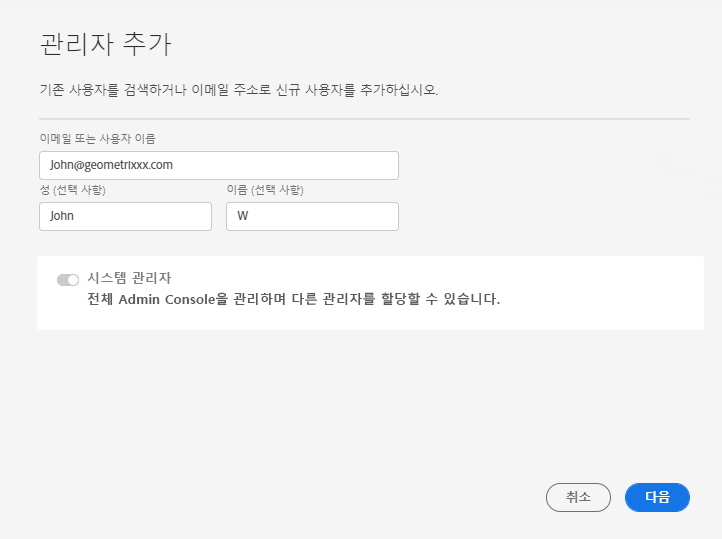 관리자 추가
기존 사용자를 검색하거나 이메일 주소로 신규 사용자를 추가하십시오.
이메일 또는 사용자 이름
John@geometrixxx.com
성 (선택 사항) 이름 (선택 사항)
John W
시스템 관리자
전체 Admin Console을 관리하며 다른 관리자를 할당할 수 있습니다.
취소 다음